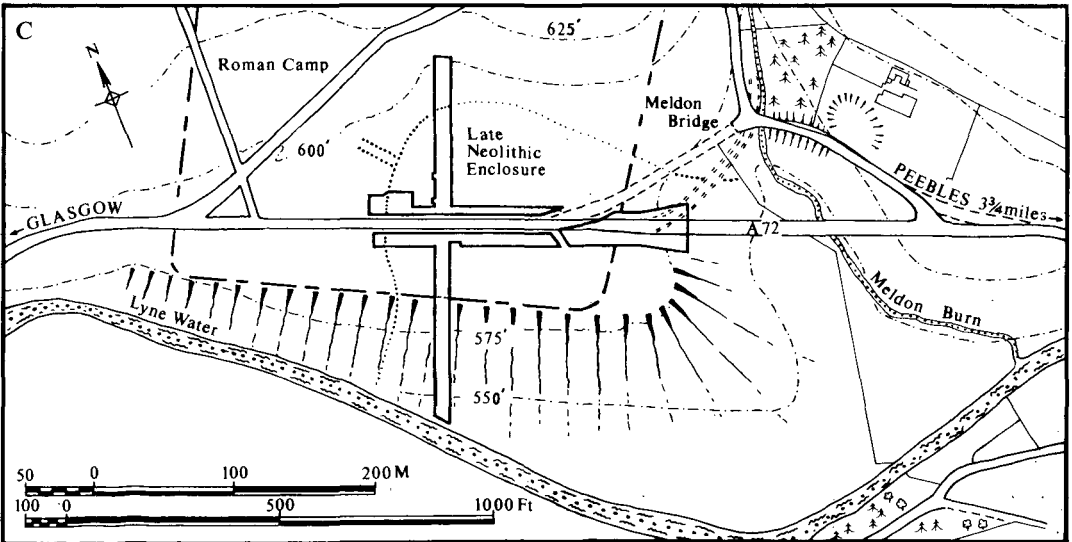 C
N
625'
Roman Camp
Meldon
Bridge
Late
Neolithic
Enclosure
600'
GLASGOW
PEEBLES 3¾ miles
A 72
Meldon Burn
Lyne Water
575'
550'
50 0 100 200 M
100 0 500 1000 Ft